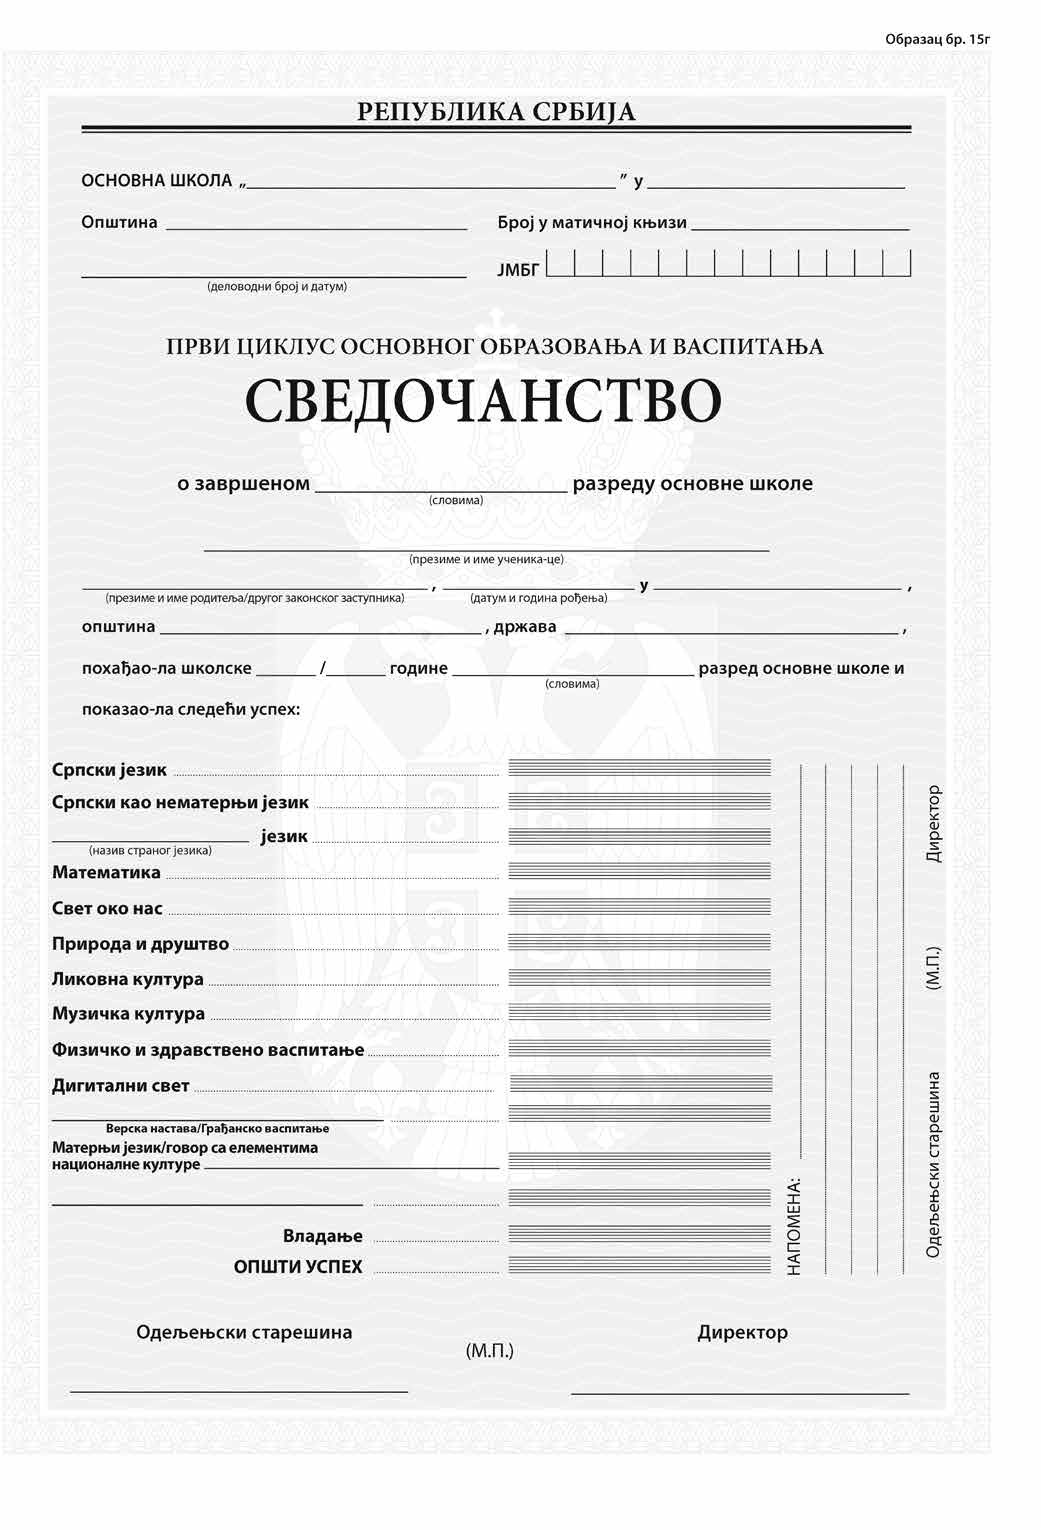 Образац бр. 15г
РЕПУБЛИКА СРБИЈА
ОСНОВНА ШКОЛА „ ” у
Општина Број у матичној књизи
ЈМБГ
(деловодни број и датум)
ПРВИ ЦИКЛУС ОСНОВНОГ ОБРАЗОВАЊА И ВАСПИТАЊА
СВЕДОЧАНСТВО
о завршеном разреду основне школе
(словима)
(презиме и име ученика-це)
, у ,
(презиме и име родитеља/другог законског заступника) (датум и година рођења)
општина , држава ,
похађао-ла школске / године разред основне школе и
(словима)
показао-ла следећи успех:
Српски језик
Српски као нематерњи језик
језик
(назив страног језика)
Математика
Свет око нас
Природа и друштво
Ликовна култура
Музичка култура
Физичко и здравствено васпитање
Дигитални свет
Верска настава/Грађанско васпитање
Матерњи језик/говор са елементима
националне културе
Владање
ОПШТИ УСПЕХ
НАПОМЕНА:
Одељењски старешина (М.П.) Директор
Одељењски старешина Директор
(М.П.)